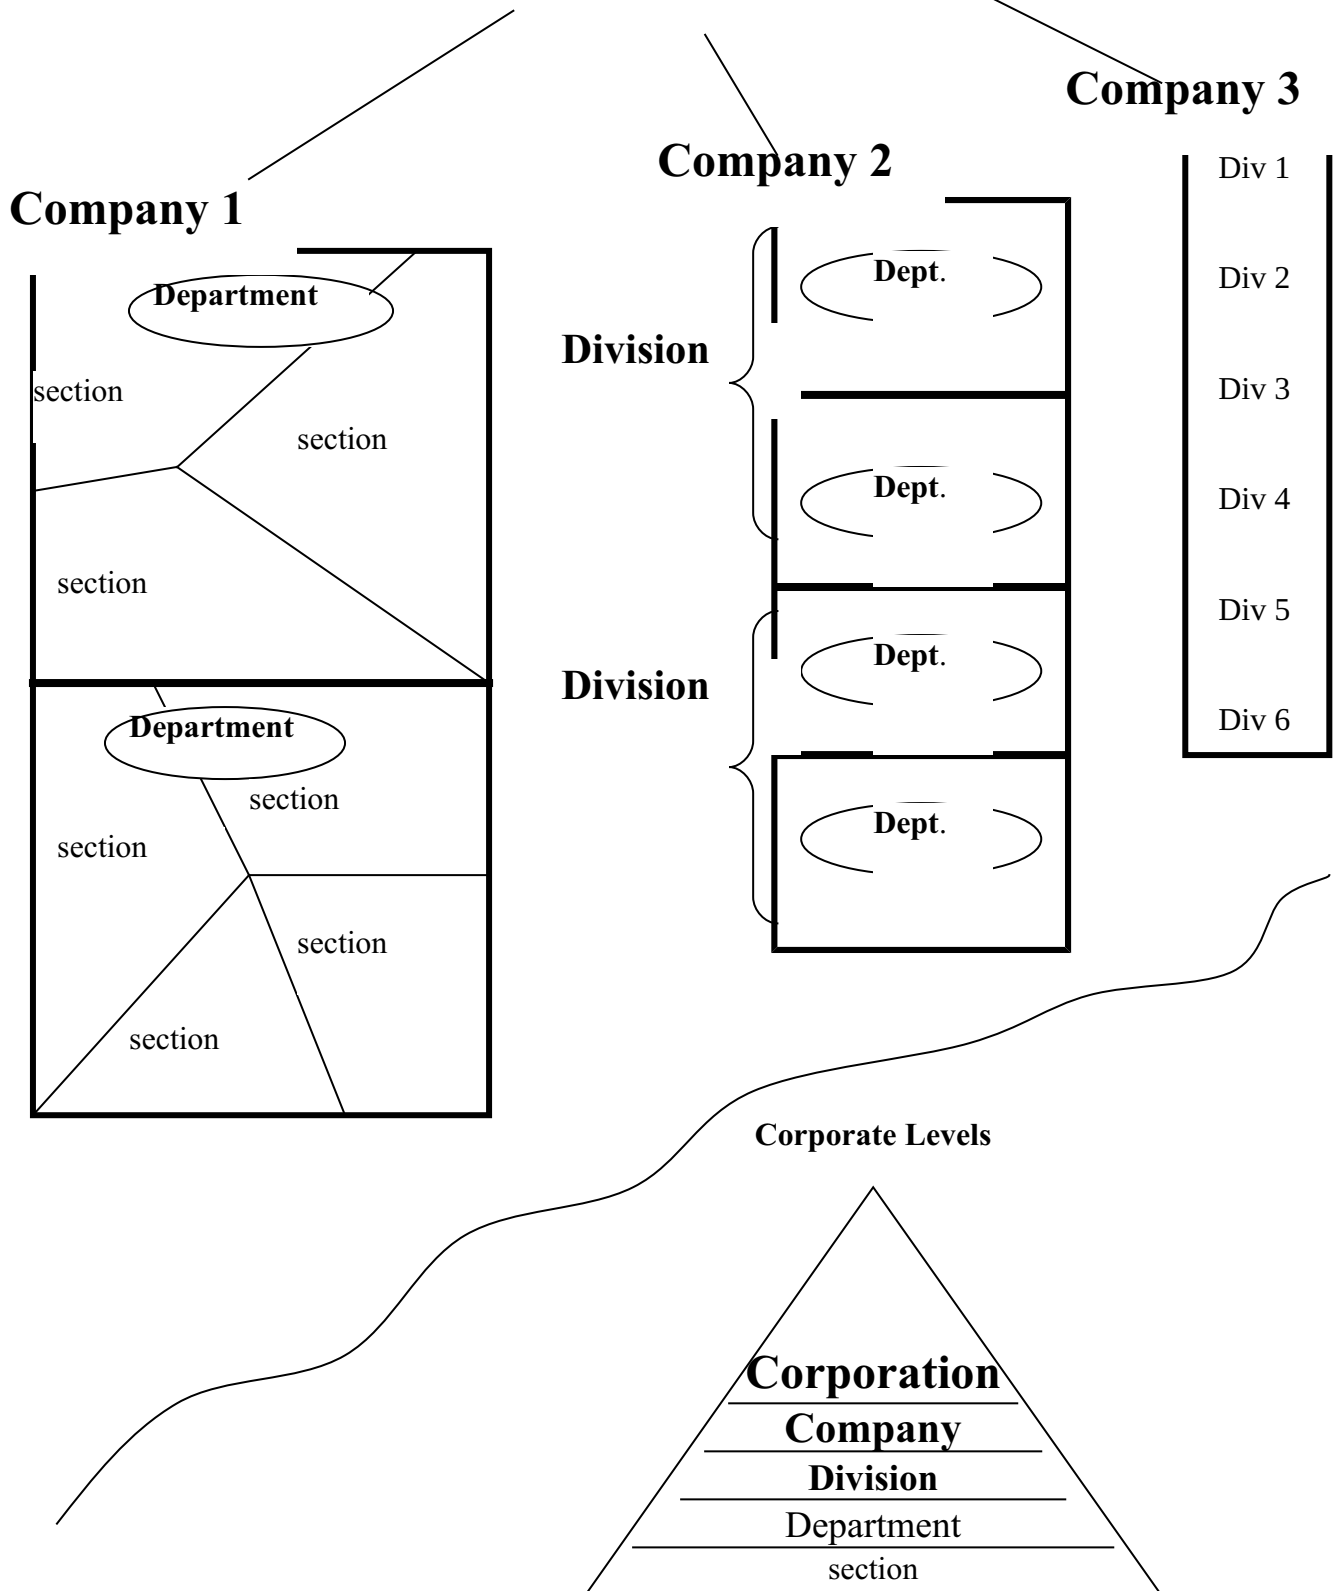 Company 1
Department
section
section
section
Department
section
section
section
section
Company 2
Division
Dept.
Dept.
Division
Dept.
Dept.
Company 3
Div 1
Div 2
Div 3
Div 4
Div 5
Div 6
Corporate Levels
Corporation
Company
Division
Department
section